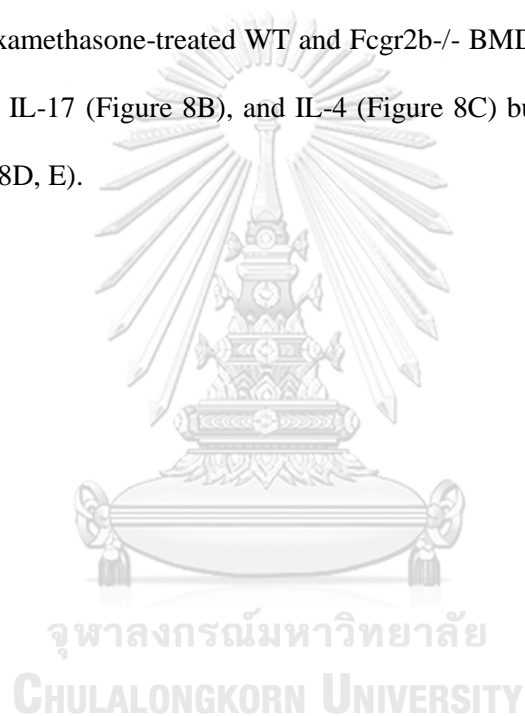 xamethasone-treated WT and Fcgr2b-/- BMD
IL-17 (Figure 8B), and IL-4 (Figure 8C) bu
8D, E).
จุฬาลงกรณ์มหาวิทยาลัย
CHULALONGKORN UNIVERSITY